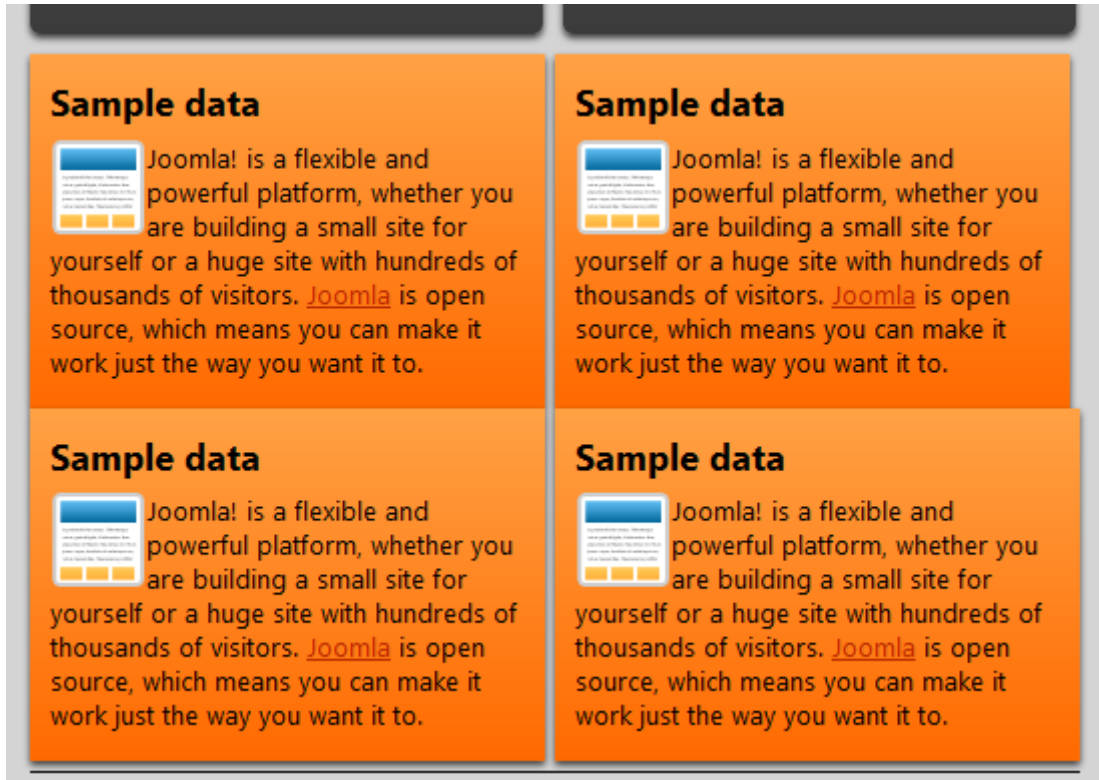 Sample data
Joomla! is a flexible and
powerful platform, whether you
are building a small site for
yourself or a huge site with hundreds of
thousands of visitors. Joomla is open
source, which means you can make it
work just the way you want it to.
Sample data
Joomla! is a flexible and
powerful platform, whether you
are building a small site for
yourself or a huge site with hundreds of
thousands of visitors. Joomla is open
source, which means you can make it
work just the way you want it to.
Sample data
Joomla! is a flexible and
powerful platform, whether you
are building a small site for
yourself or a huge site with hundreds of
thousands of visitors. Joomla is open
source, which means you can make it
work just the way you want it to.
Sample data
Joomla! is a flexible and
powerful platform, whether you
are building a small site for
yourself or a huge site with hundreds of
thousands of visitors. Joomla is open
source, which means you can make it
work just the way you want it to.